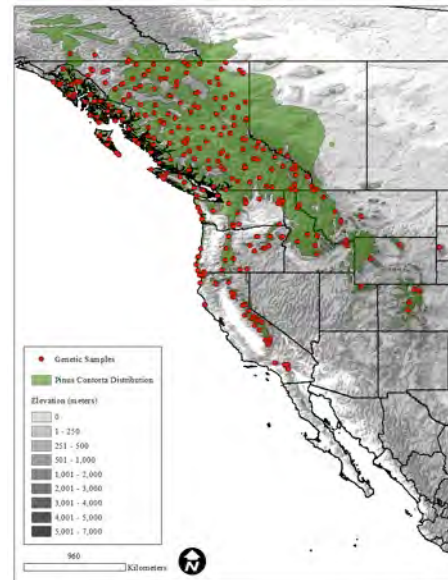 Genetic Samples
Pinus Contorta Distribution
Elevation (meters)
0
1 - 250
251 - 500
501 - 1,000
1,001 - 2,000
2,001 - 3,000
3,001 - 4,000
4,001 - 5,000
5,001 - 7,000
960
Kilometers
N